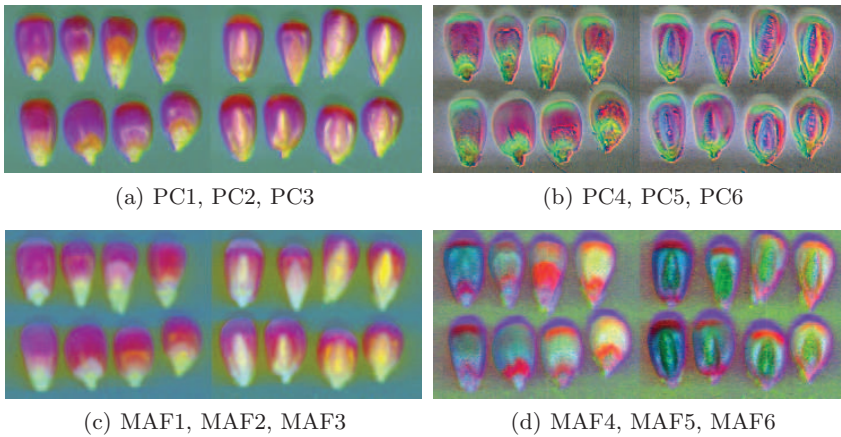 (a) PC1, PC2, PC3
(b) PC4, PC5, PC6
(c) MAF1, MAF2, MAF3
(d) MAF4, MAF5, MAF6